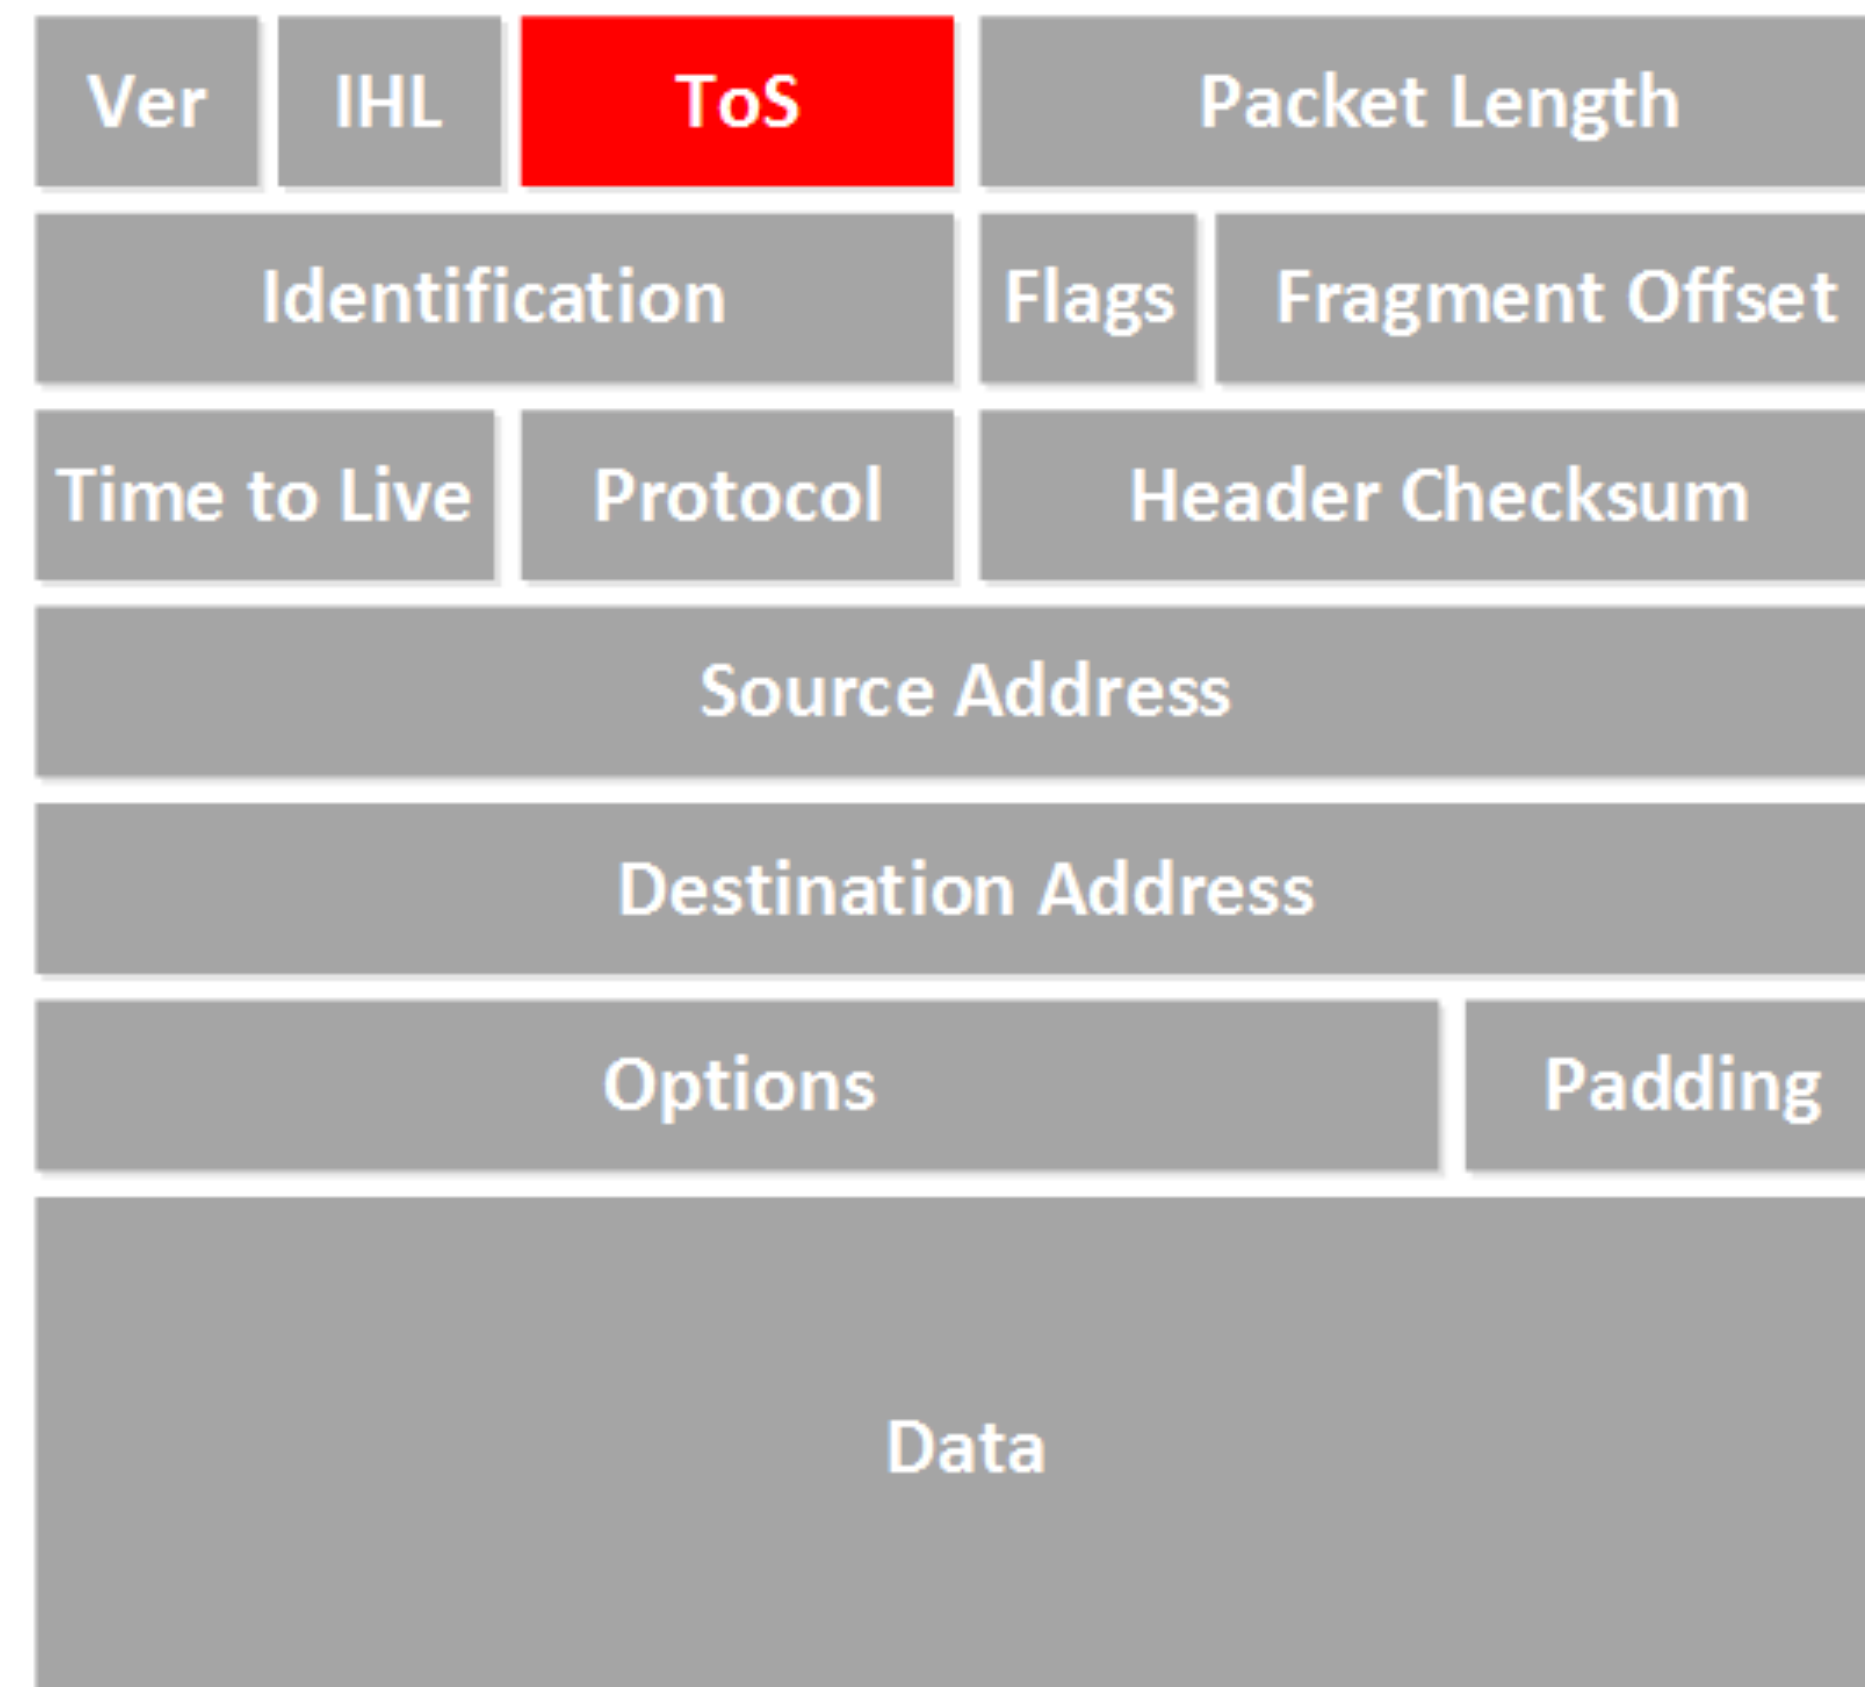 Ver IHL ToS Packet Length
Identification Flags Fragment Offset
Time to Live Protocol Header Checksum
Source Address
Destination Address
Options Padding
Data